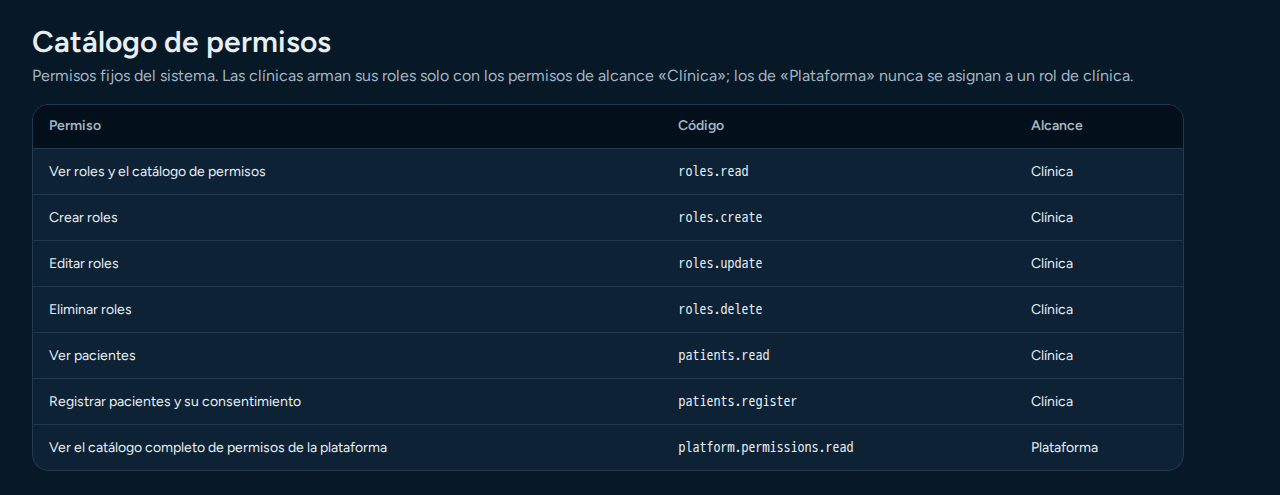 Catálogo de permisos
Permisos fijos del sistema. Las clínicas arman sus roles solo con los permisos de alcance «Clínica»; los de «Plataforma» nunca se asignan a un rol de clínica.
Permiso Código Alcance
Ver roles y el catálogo de permisos roles.read Clínica
Crear roles roles.create Clínica
Editar roles roles.update Clínica
Eliminar roles roles.delete Clínica
Ver pacientes patients.read Clínica
Registrar pacientes y su consentimiento patients.register Clínica
Ver el catálogo completo de permisos de la plataforma platform.permissions.read Plataforma